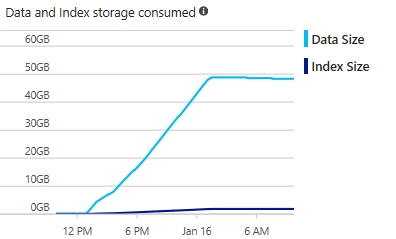 Data and Index storage consumed
60GB
50GB
40GB
30GB
20GB
10GB
0GB
12 PM 6 PM Jan 16 6 AM
Data Size
Index Size